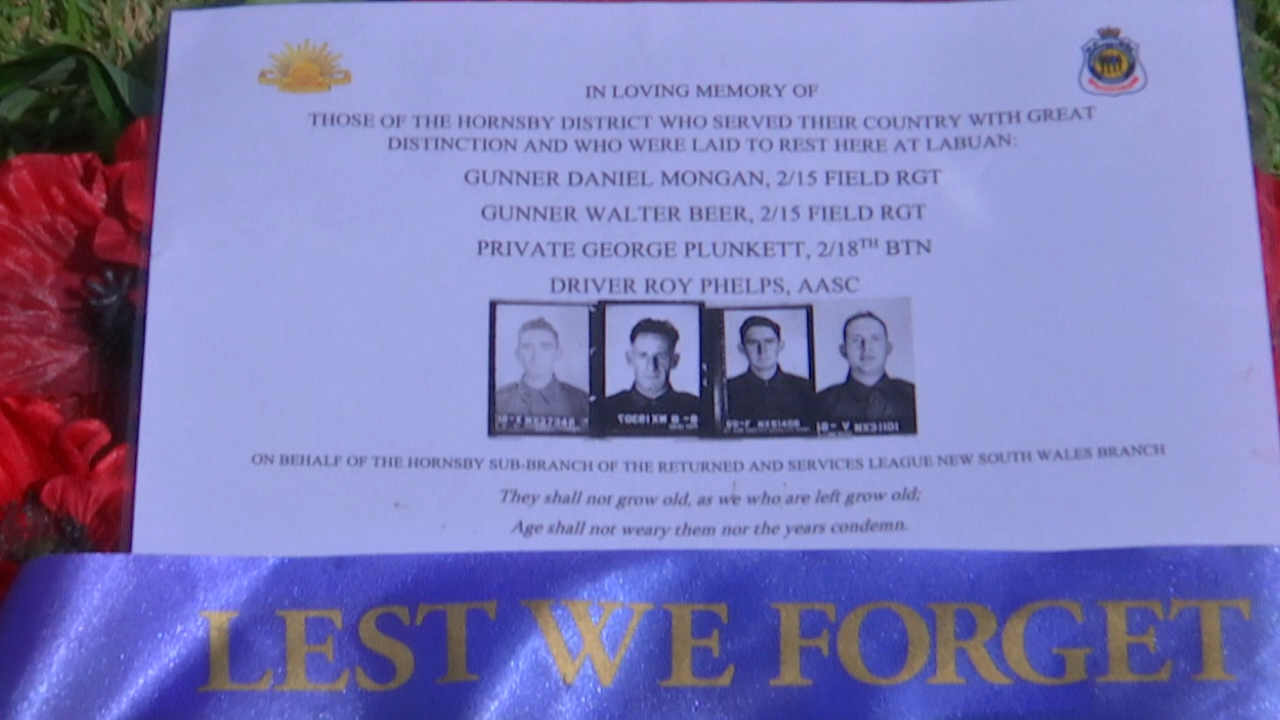 IN LOVING MEMORY OF
THOSE OF THE HORNSBY DISTRICT WHO SERVED THEIR COUNTRY WITH GREAT
DISTINCTION AND WHO WERE LAID TO REST HERE AT LABUAN:
GUNNER DANIEL MONGAN, 2/15 FIELD RGT
GUNNER WALTER BEER, 2/15 FIELD RGT
PRIVATE GEORGE PLUNKETT, 2/18TH BTN
DRIVER ROY PHELPS, AASC
ON BEHALF OF THE HORNSBY SUB-BRANCH OF THE RETURNED AND SERVICES LEAGUE NEW SOUTH WALES BRANCH
They shall not grow old, as we who are left grow old;
Age shall not weary them nor the years condemn.
LEST WE FORGET